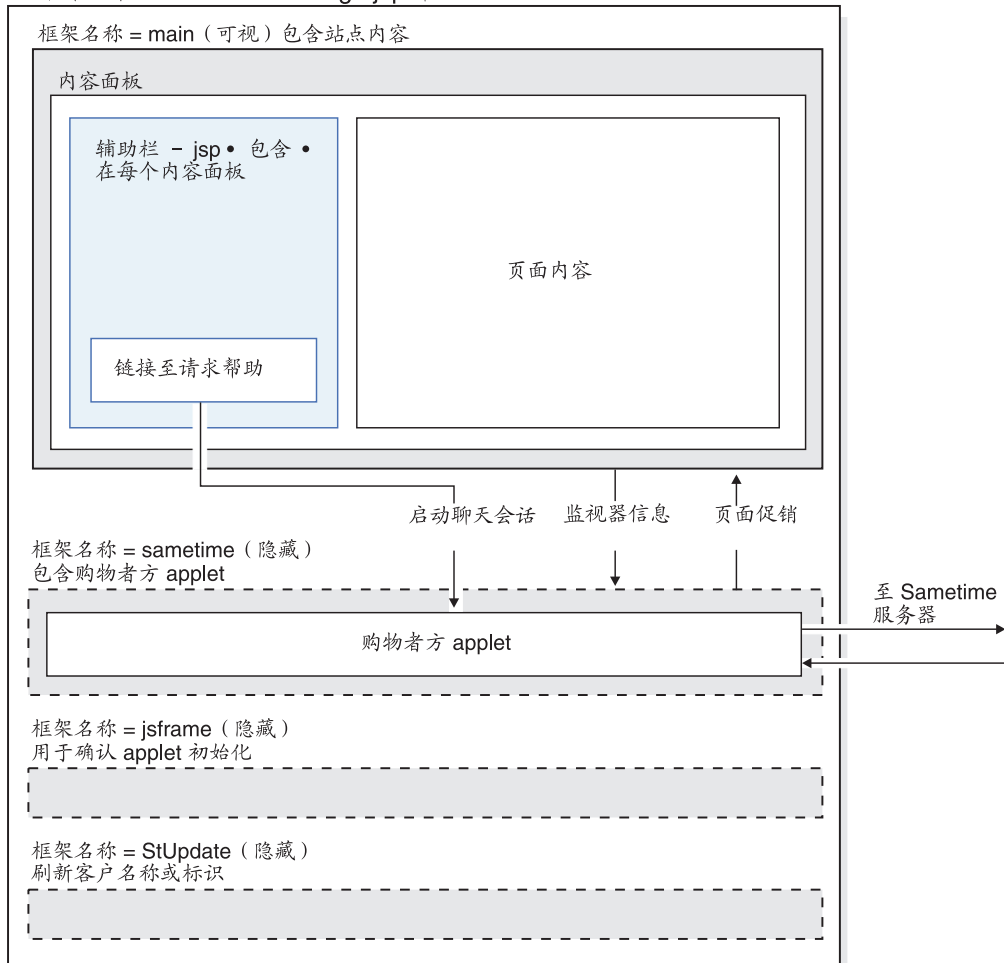 框架名称 = main（可视）包含站点内容
内容面板
辅助栏 – jsp • 包含 •
在每个内容面板
页面内容
链接至请求帮助
启动聊天会话
监视器信息
页面促销
框架名称 = sametime（隐藏）
包含购物者方 applet
至 Sametime
服务器
购物者方 applet
框架名称 = jsframe（隐藏）
用于确认 applet 初始化
框架名称 = StUpdate（隐藏）
刷新客户名称或标识